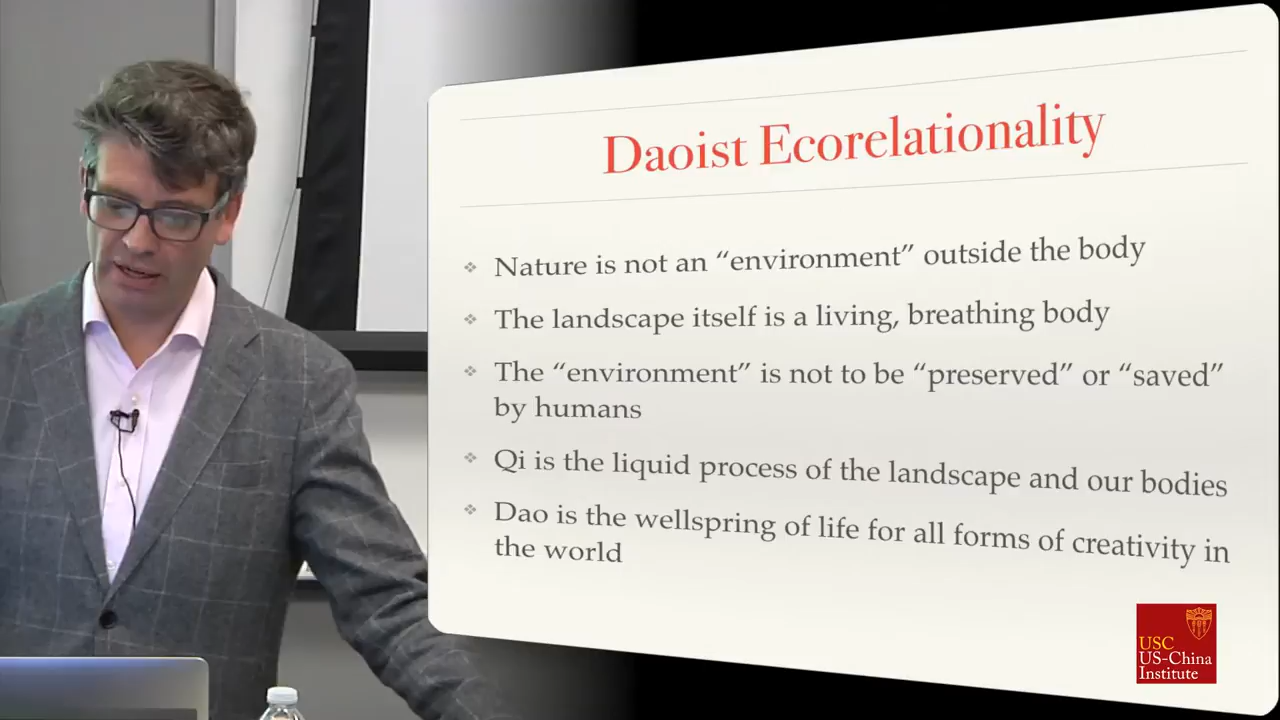 Daoist Ecorelationality
❖ Nature is not an “environment” outside the body
❖ The landscape itself is a living, breathing body
❖ The “environment” is not to be “preserved” or “saved”
by humans
❖ Qi is the liquid process of the landscape and our bodies
❖ Dao is the wellspring of life for all forms of creativity in
the world
USC
US-China
Institute